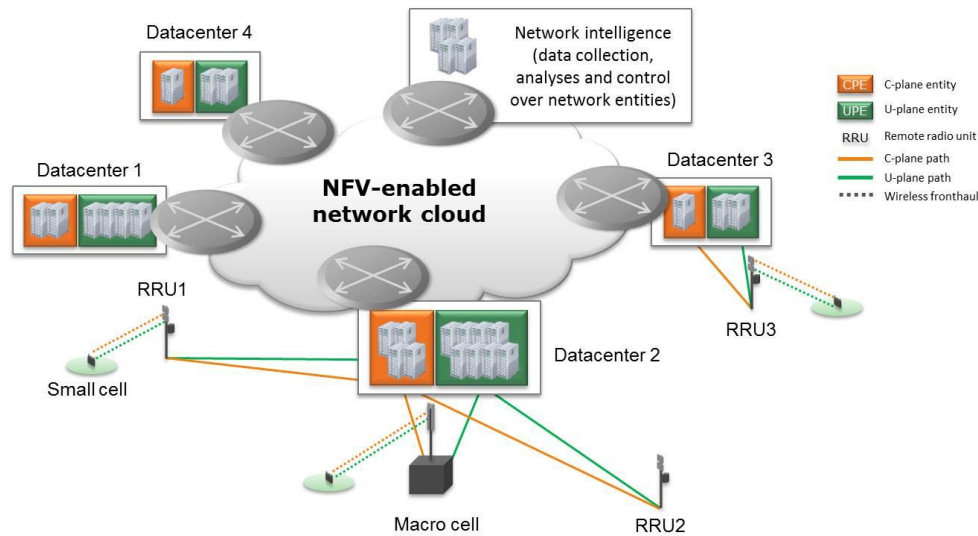 Datacenter 4
Network intelligence
(data collection,
analyses and control
over network entities)
CPE C-plane entity
UPE U-plane entity
RRU Remote radio unit
C-plane path
U-plane path
Wireless fronthaul
Datacenter 1
Datacenter 3
NFV-enabled
network cloud
RRU1
RRU3
Datacenter 2
Small cell
Macro cell
RRU2